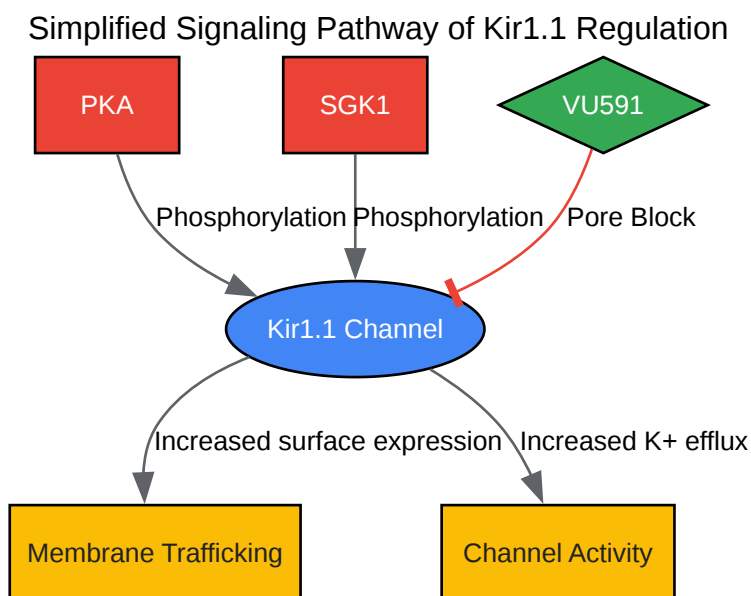 Simplified Signaling Pathway of Kir1.1 Regulation
PKA
SGK1
VU591
Phosphorylation
Phosphorylation
Pore Block
Kir1.1 Channel
Increased surface expression
Increased K+ efflux
Membrane Trafficking
Channel Activity